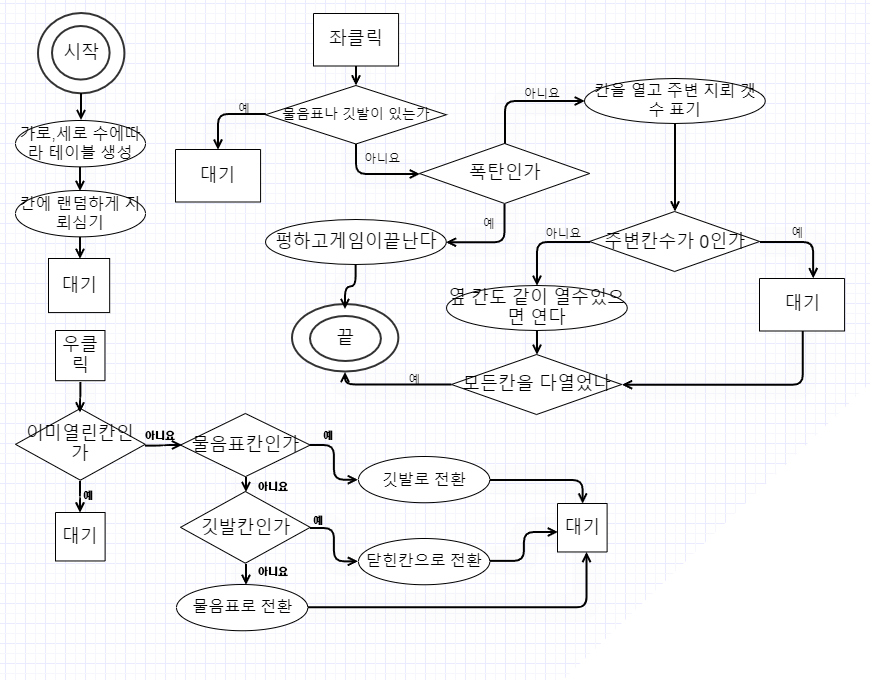 시작
가로,세로 수에따
라 테이블 생성
칸에 랜덤하게 지
뢰심기
대기
좌클릭
물음표나 깃발이 있는가
예
대기
아니요
폭탄인가
아니요
칸을 열고 주변 지뢰 갯
수 표기
예
펑하고게임이끝난다
끝
주변칸수가 0인가
아니요
예
대기
옆 칸도 같이 열수있으
면 연다
모든칸을 다열었나
예
우클
릭
이미열린칸인
가
아니요
예
대기
물음표칸인가
예
깃발로 전환
아니요
깃발칸인가
예
닫힌칸으로 전환
아니요
물음표로 전환
대기